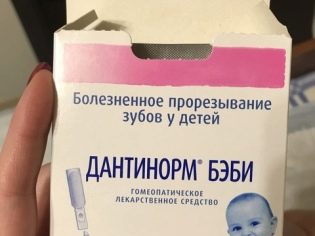 Болезненное прорезывание
зубов у детей
ДАНТИНОРМ® БЭБИ
ГОМЕОПАТИЧЕСКОЕ
ЛЕКАРСТВЕННОЕ СРЕДСТВО